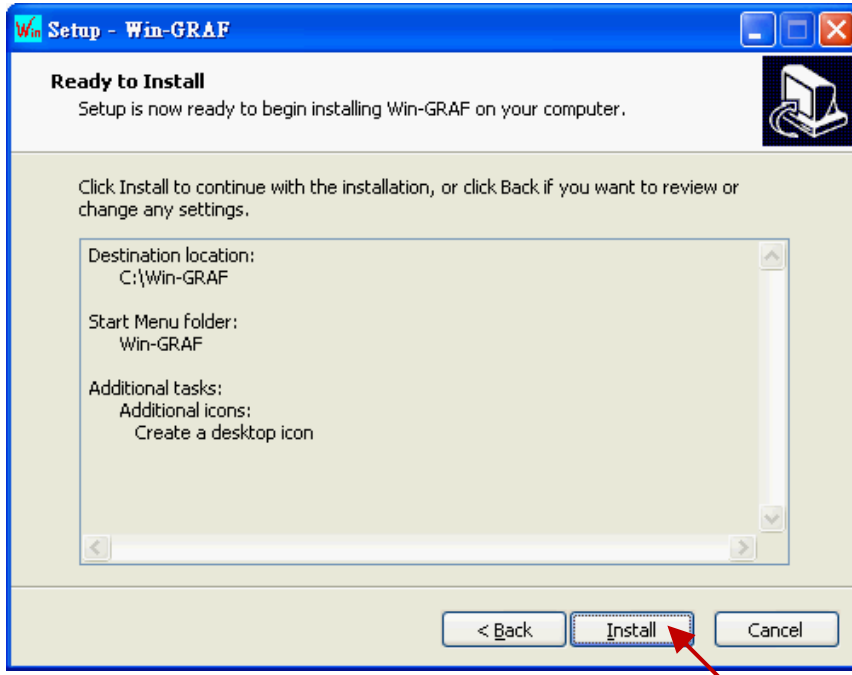 Win Setup - Win-GRAF
Ready to Install
Setup is now ready to begin installing Win-GRAF on your computer.
Click Install to continue with the installation, or click Back if you want to review or
change any settings.
Destination location:
C:\Win-GRAF
Start Menu folder:
Win-GRAF
Additional tasks:
Additional icons:
Create a desktop icon
< Back Install Cancel